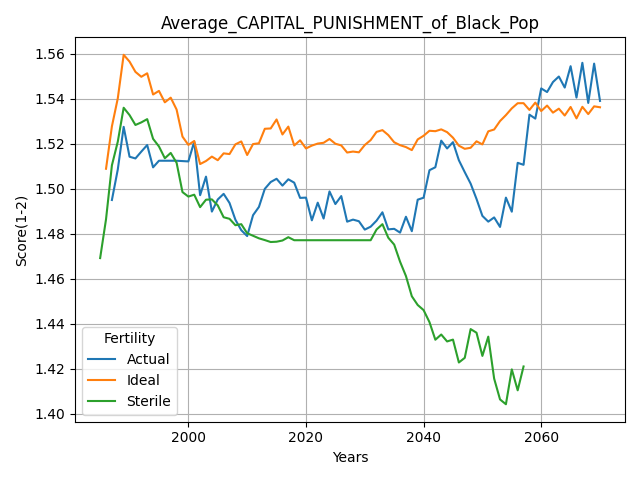 Average_CAPITAL_PUNISHMENT_of_Black_Pop
Score(1-2)
1.56
1.54
1.52
1.50
1.48
1.46
1.44
1.42
1.40
Fertility
Actual
Ideal
Sterile
2000 2020 2040 2060
Years